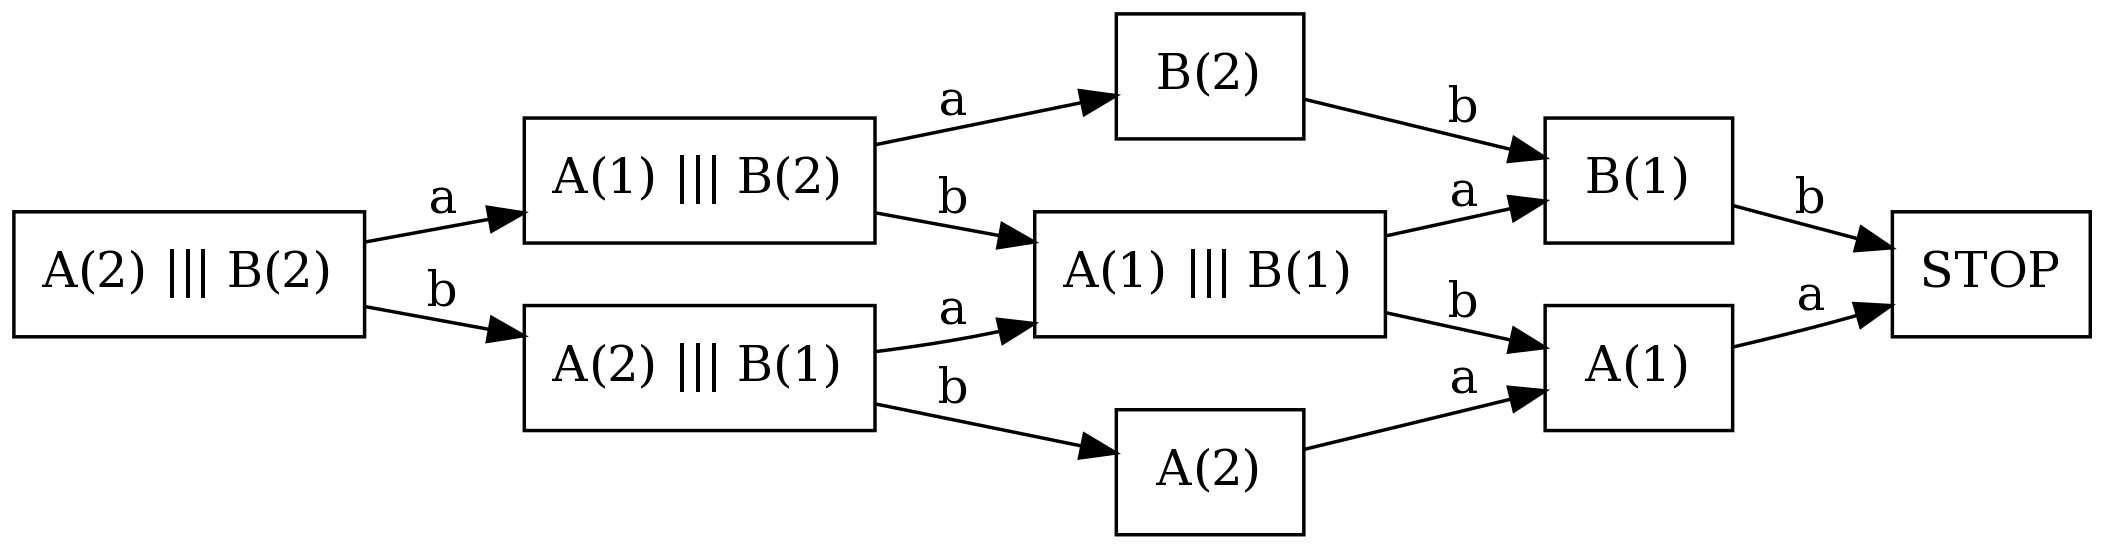 A(2) ||| B(2)
a
b
A(1) ||| B(2)
A(2) ||| B(1)
a
b
a
b
B(2)
A(1) ||| B(1)
A(2)
b
a
b
a
B(1)
A(1)
b
a
STOP